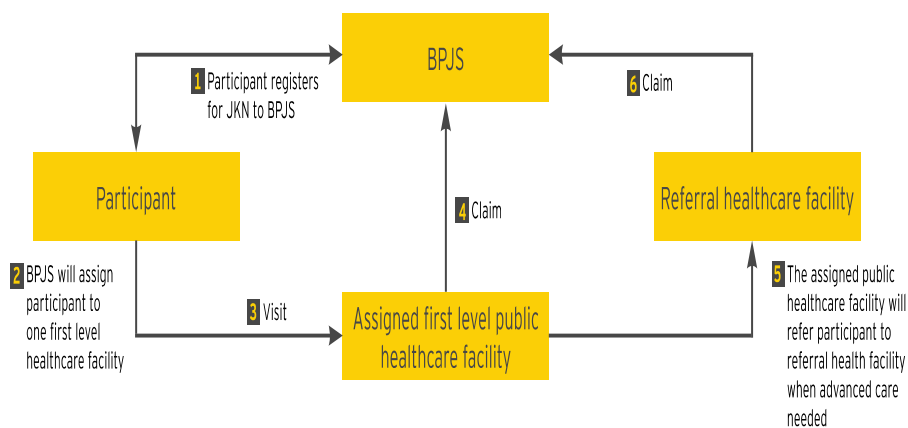 BPJS
1 Participant registers
for JKN to BPJS
6 Claim
Participant
Referral healthcare facility
4 Claim
2 BPJS will assign
participant to
one first level
healthcare facility
3 Visit
Assigned first level public
healthcare facility
5 The assigned public
healthcare facility will
refer participant to
referral health facility
when advanced care
needed